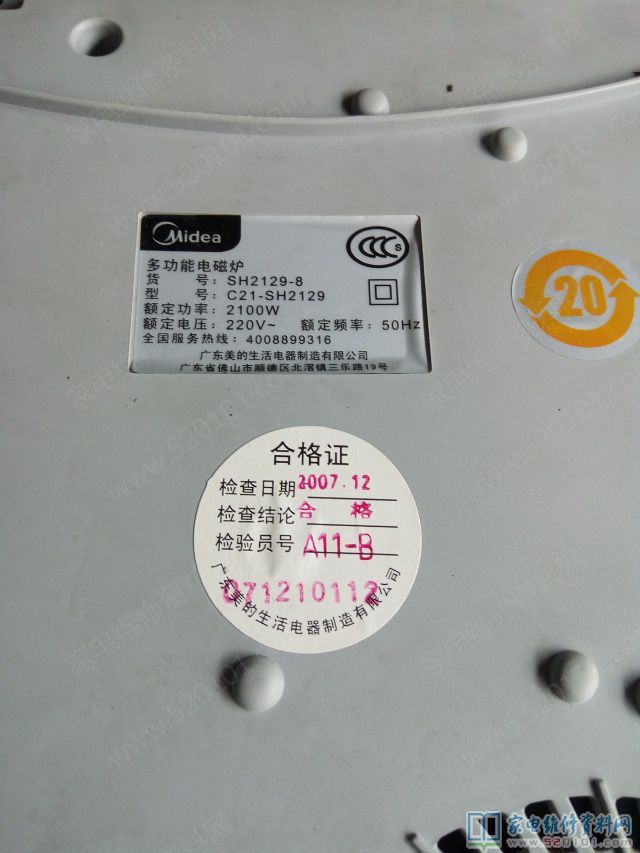 Midea
CCC S
多功能电磁炉
货 号: SH2129-8
型 号: C21-SH2129
额定功率: 2100W
额定电压: 220V~ 额定频率: 50Hz
全国服务热线: 4008899316
广东美的生活电器制造有限公司
广东省佛山市顺德区北滘镇三乐路19号
20
合格证
检查日期 2007.12
检查结论 合 格
检验员号 A11-B
071210112
广东美的生活电器制造有限公司
家电维修资料网
www.520101.com